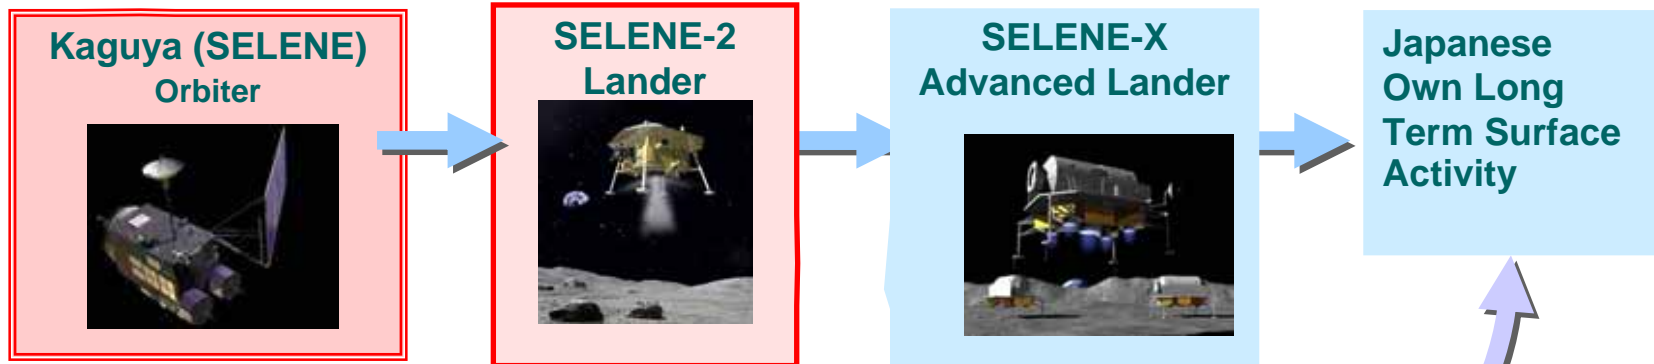 Kaguya (SELENE)
Orbiter
SELENE-2
Lander
SELENE-X
Advanced Lander
Japanese
Own Long
Term Surface
Activity